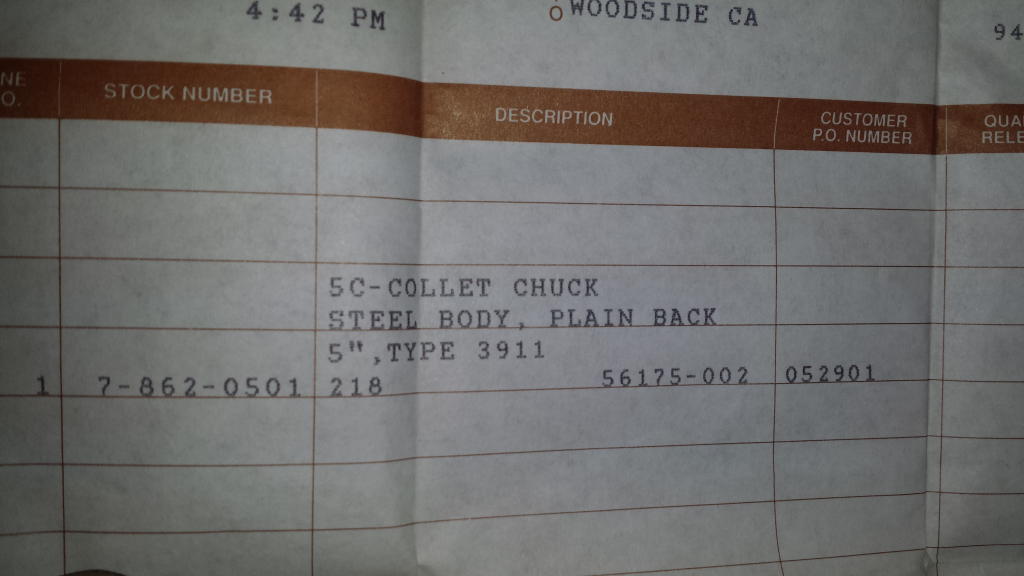 4:42 PM
WOODSIDE CA
94
NE
O.
STOCK NUMBER
DESCRIPTION
CUSTOMER
P.O. NUMBER
QUAN
RELE
5C-COLLET CHUCK
STEEL BODY, PLAIN BACK
5",TYPE 3911
1 7-862-0501 218 56175-002 052901